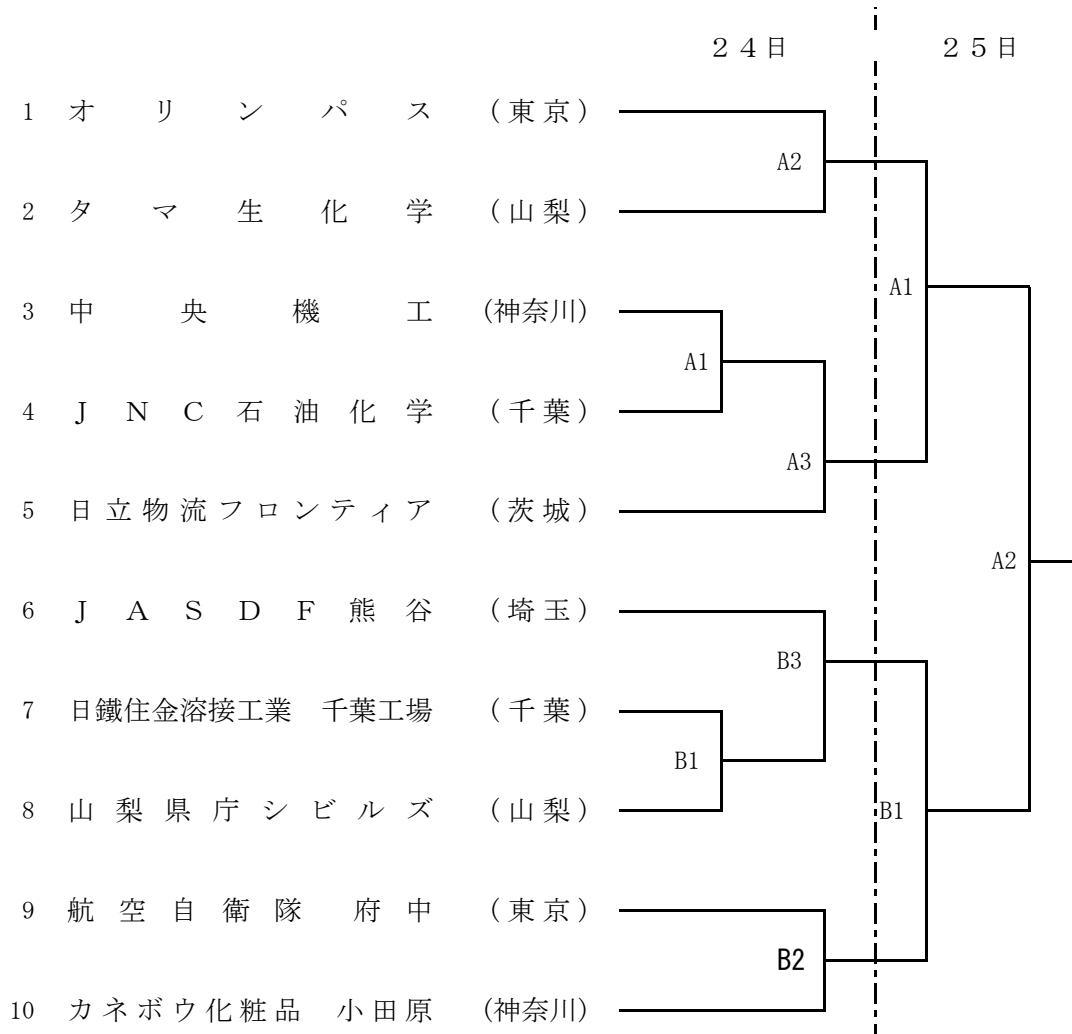 ２４日 ２５日
1 オリンパス (東京)
A2
2 タマ生化学 (山梨)
A1
3 中央機工 (神奈川)
A1
4 ＪＮＣ石油化学 (千葉)
A3
5 日立物流フロンティア (茨城)
A2
6 ＪＡＳＤＦ熊谷 (埼玉)
B3
7 日鐵住金溶接工業　千葉工場 (千葉)
B1
8 山梨県庁シビルズ (山梨)
B1
9 航空自衛隊　府中 (東京)
B2
10 カネボウ化粧品　小田原 (神奈川)